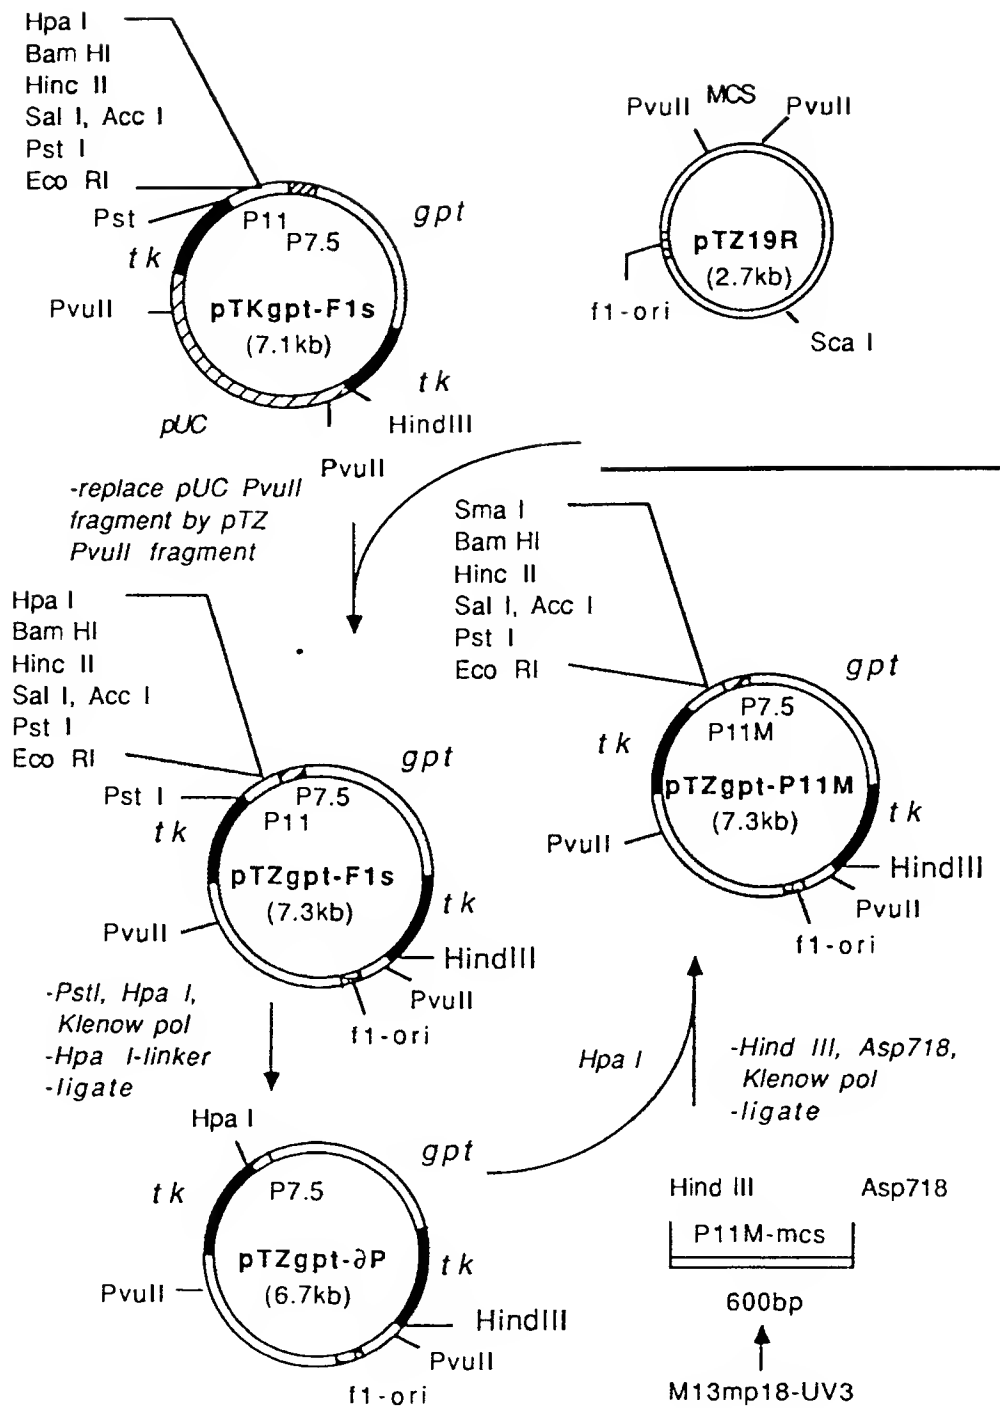 Hpa I
Bam HI
Hinc II
Sal I, Acc I
Pst I
Eco RI
Pst
tk
PvuII
P11
P7.5
gpt
pTKgpt-F1s
(7.1kb)
tk
HindIII
pUC
PvuII
MCS
PvuII
PvuII
pTZ19R
(2.7kb)
f1-ori
Sca I
-replace pUC PvuII
fragment by pTZ
PvuII fragment
Hpa I
Bam HI
Hinc II
Sal I, Acc I
Pst I
Eco RI
Pst I
tk
P7.5
P11
gpt
pTZgpt-F1s
(7.3kb)
tk
PvuII
HindIII
PvuII
f1-ori
Sma I
Bam HI
Hinc II
Sal I, Acc I
Pst I
Eco RI
gpt
P7.5
P11M
tk
pTZgpt-P11M
(7.3kb)
tk
PvuII
HindIII
PvuII
f1-ori
-PstI, Hpa I,
Klenow pol
-Hpa I-linker
-ligate
Hpa I
-Hind III, Asp718,
Klenow pol
-ligate
Hpa I
gpt
tk
P7.5
pTZgpt-∂P
(6.7kb)
tk
PvuII
HindIII
PvuII
f1-ori
Hind III
Asp718
P11M-mcs
600bp
M13mp18-UV3